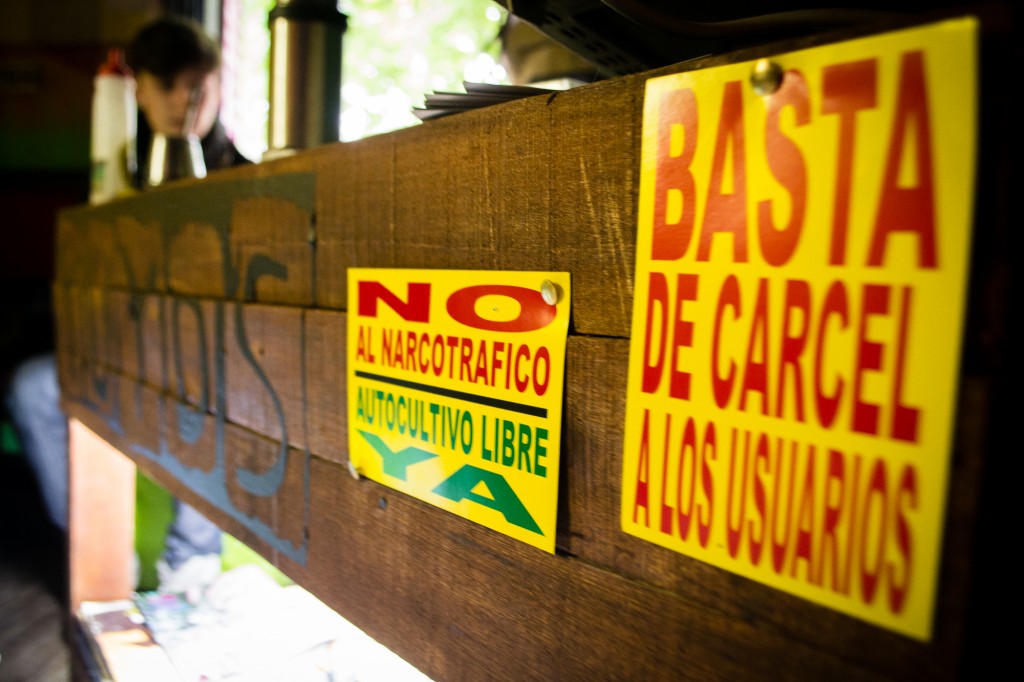 NO
AL NARCOTRAFICO
AUTOCULTIVO LIBRE
YA
BASTA
DE CARCEL
A LOS USUARIOS